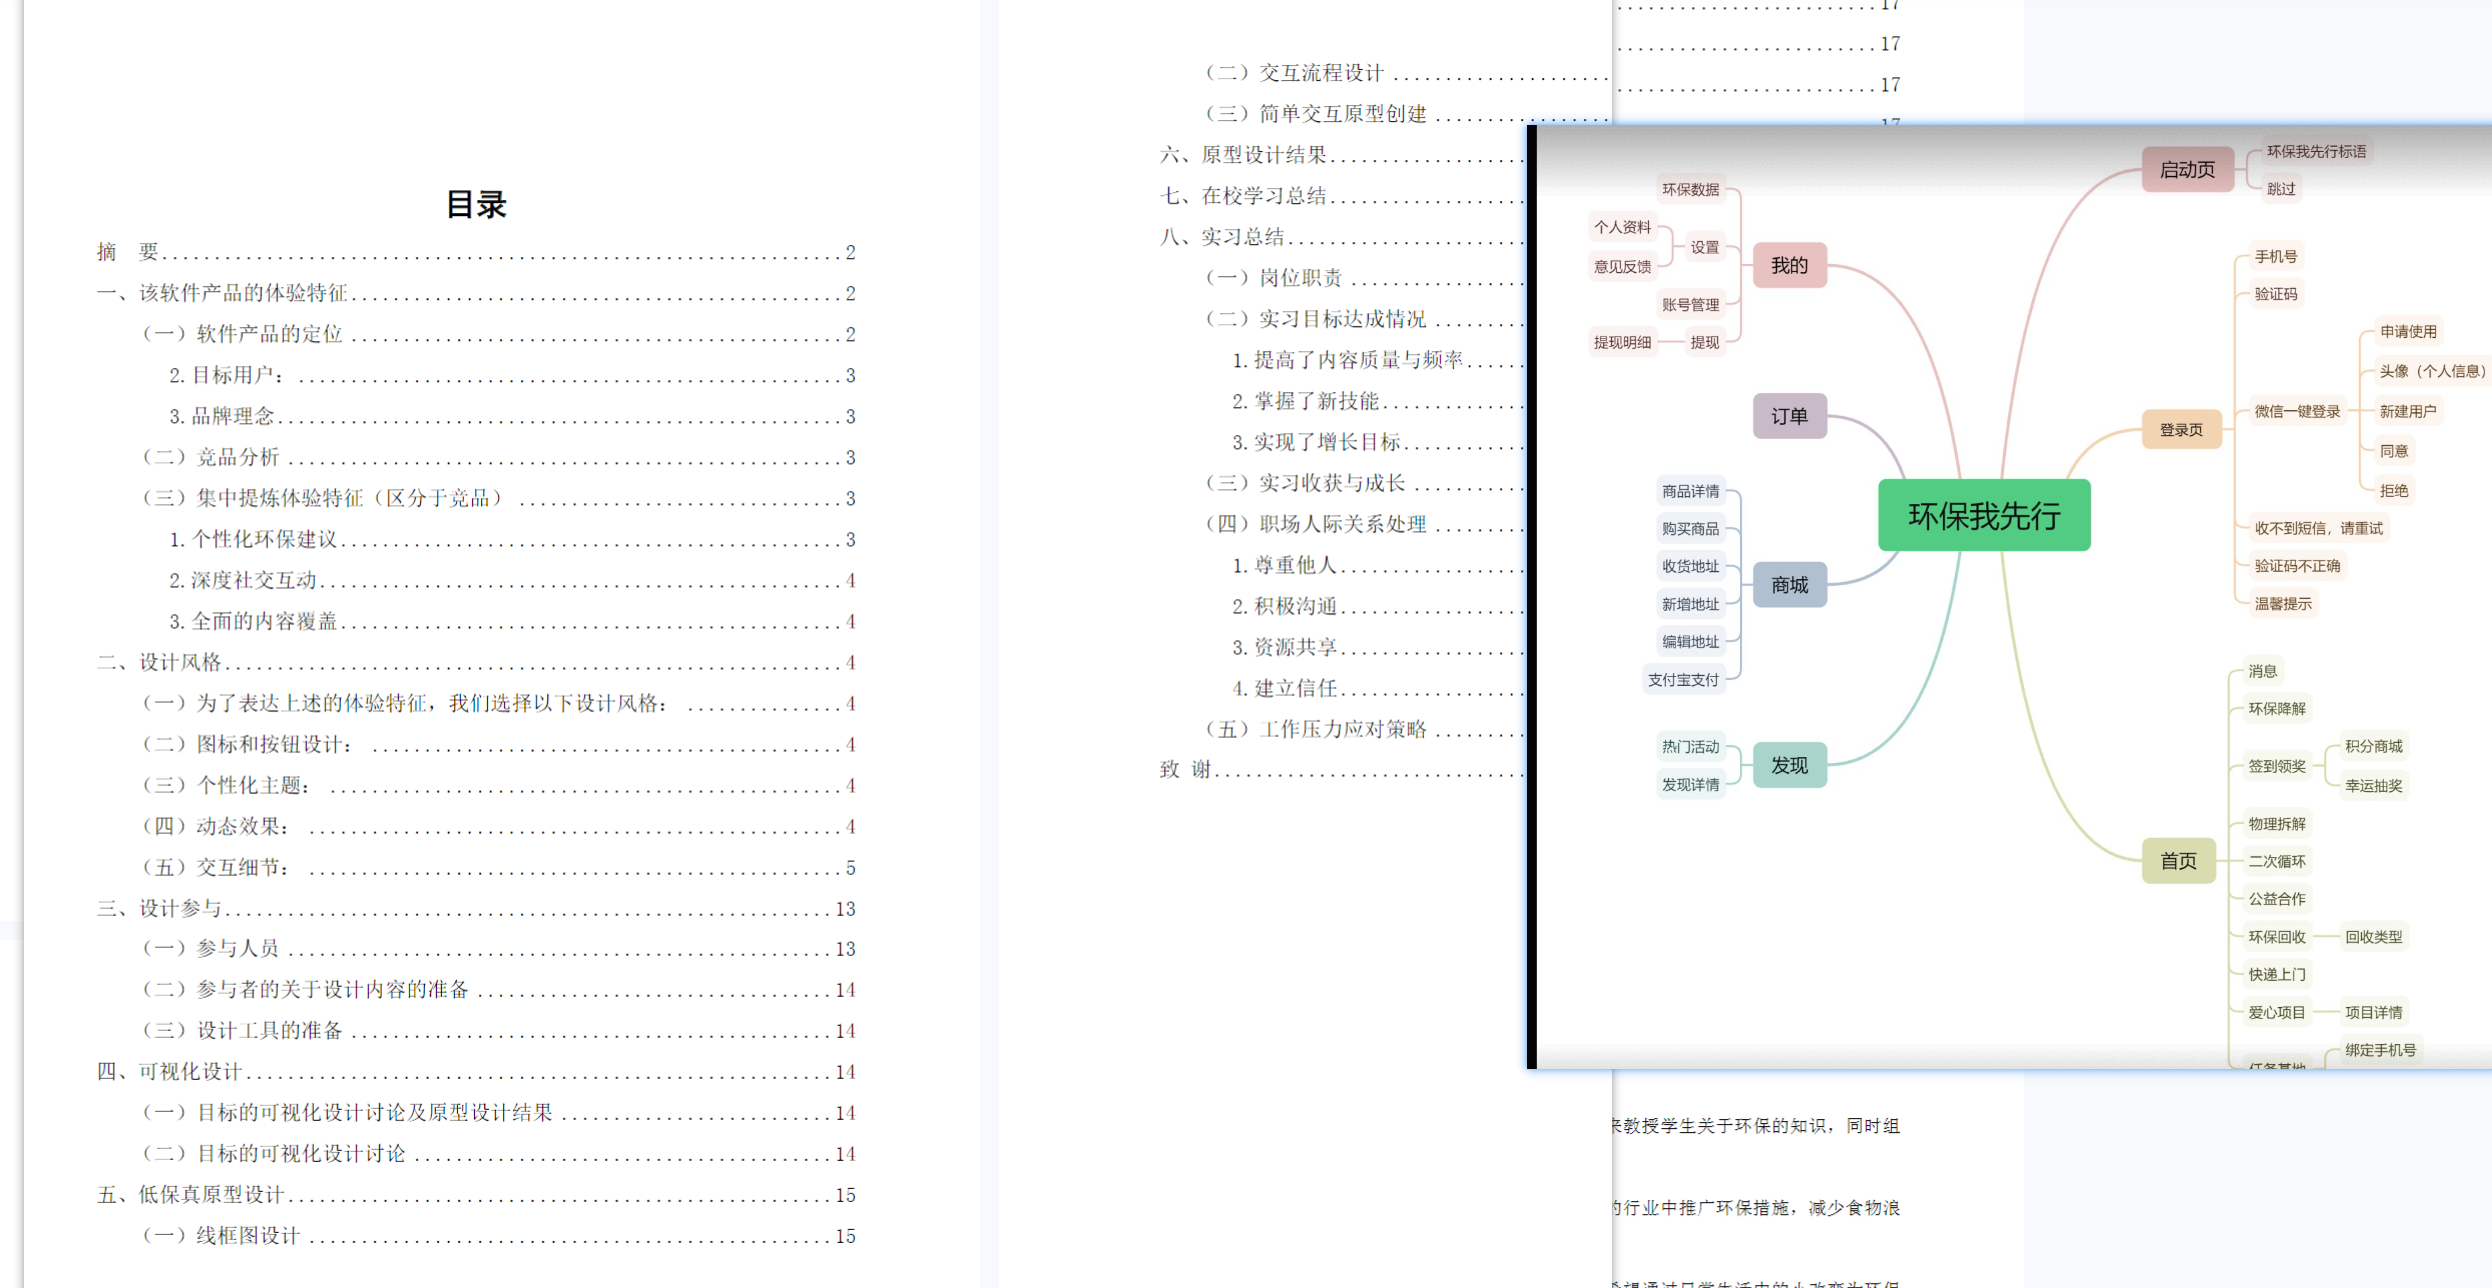 目录
摘 要 2
一、该软件产品的体验特征 2
（一）软件产品的定位 2
2.目标用户： 3
3.品牌理念 3
（二）竞品分析 3
（三）集中提炼体验特征（区分于竞品） 3
1.个性化环保建议 3
2.深度社交互动 4
3.全面的内容覆盖 4
二、设计风格 4
（一）为了表达上述的体验特征，我们选择以下设计风格： 4
（二）图标和按钮设计： 4
（三）个性化主题： 4
（四）动态效果： 4
（五）交互细节： 5
三、设计参与 13
（一）参与人员 13
（二）参与者的关于设计内容的准备 14
（三）设计工具的准备 14
四、可视化设计 14
（一）目标的可视化设计讨论及原型设计结果 14
（二）目标的可视化设计讨论 14
五、低保真原型设计 15
（一）线框图设计 15
（二）交互流程设计
（三）简单交互原型创建
六、原型设计结果
七、在校学习总结
八、实习总结
（一）岗位职责
（二）实习目标达成情况
1.提高了内容质量与频率
2.掌握了新技能
3.实现了增长目标
（三）实习收获与成长
（四）职场人际关系处理
1.尊重他人
2.积极沟通
3.资源共享
4.建立信任
（五）工作压力应对策略
致 谢
17
17
17
17
环保我先行
我的
环保数据
设置
个人资料
意见反馈
账号管理
提现
提现明细
订单
商城
商品详情
购买商品
收货地址
新增地址
编辑地址
支付宝支付
发现
热门活动
发现详情
启动页
环保我先行标语
跳过
登录页
手机号
验证码
微信一键登录
申请使用
头像（个人信息）
新建用户
同意
拒绝
收不到短信，请重试
验证码不正确
温馨提示
首页
消息
环保降解
签到领奖
积分商城
幸运抽奖
物理拆解
二次循环
公益合作
环保回收
回收类型
快递上门
爱心项目
项目详情
绑定手机号
教授学生关于环保的知识，同时组
行业中推广环保措施，减少食物浪